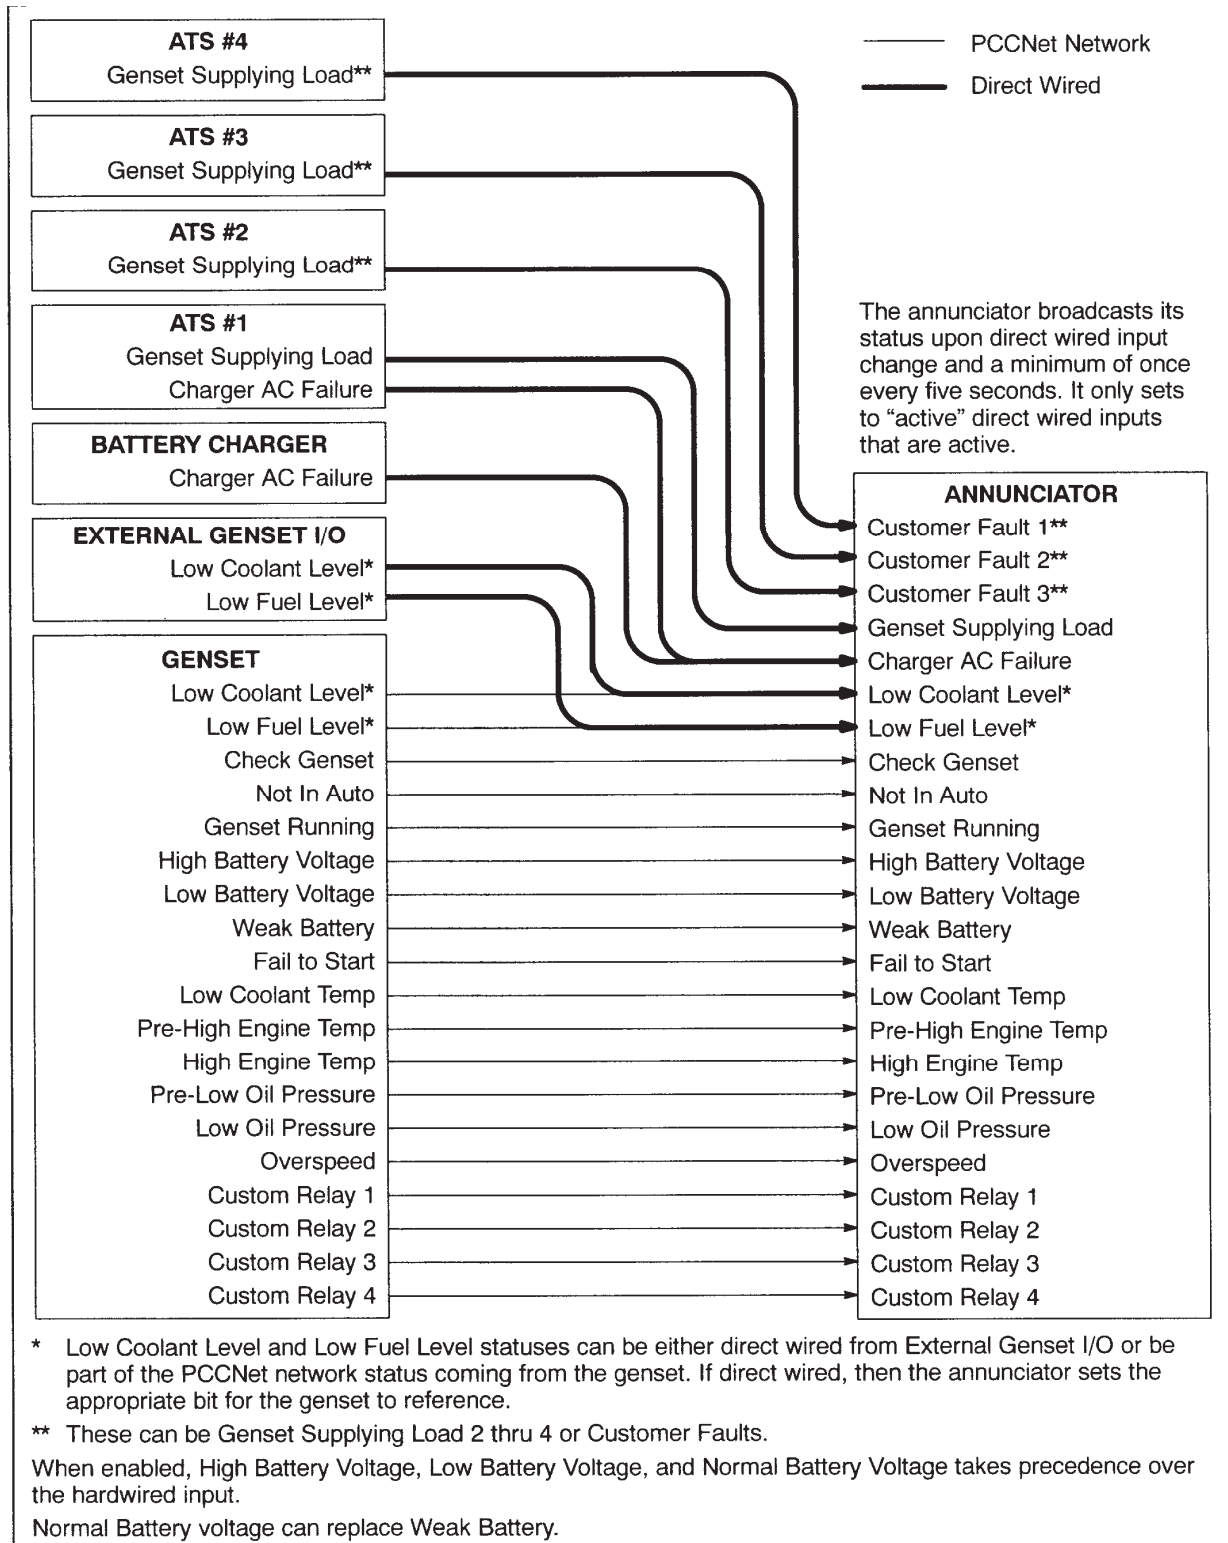 ATS #4
Genset Supplying Load**
PCCNet Network
Direct Wired
ATS #3
Genset Supplying Load**
ATS #2
Genset Supplying Load**
ATS #1
Genset Supplying Load
Charger AC Failure
The annunciator broadcasts its
status upon direct wired input
change and a minimum of once
every five seconds. It only sets
to “active” direct wired inputs
that are active.
BATTERY CHARGER
Charger AC Failure
EXTERNAL GENSET I/O
Low Coolant Level*
Low Fuel Level*
GENSET
Low Coolant Level*
Low Fuel Level*
Check Genset
Not In Auto
Genset Running
High Battery Voltage
Low Battery Voltage
Weak Battery
Fail to Start
Low Coolant Temp
Pre-High Engine Temp
High Engine Temp
Pre-Low Oil Pressure
Low Oil Pressure
Overspeed
Custom Relay 1
Custom Relay 2
Custom Relay 3
Custom Relay 4
ANNUNCIATOR
Customer Fault 1**
Customer Fault 2**
Customer Fault 3**
Genset Supplying Load
Charger AC Failure
Low Coolant Level*
Low Fuel Level*
Check Genset
Not In Auto
Genset Running
High Battery Voltage
Low Battery Voltage
Weak Battery
Fail to Start
Low Coolant Temp
Pre-High Engine Temp
High Engine Temp
Pre-Low Oil Pressure
Low Oil Pressure
Overspeed
Custom Relay 1
Custom Relay 2
Custom Relay 3
Custom Relay 4
* Low Coolant Level and Low Fuel Level statuses can be either direct wired from External Genset I/O or be
part of the PCCNet network status coming from the genset. If direct wired, then the annunciator sets the
appropriate bit for the genset to reference.
** These can be Genset Supplying Load 2 thru 4 or Customer Faults.
When enabled, High Battery Voltage, Low Battery Voltage, and Normal Battery Voltage takes precedence over
the hardwired input.
Normal Battery voltage can replace Weak Battery.